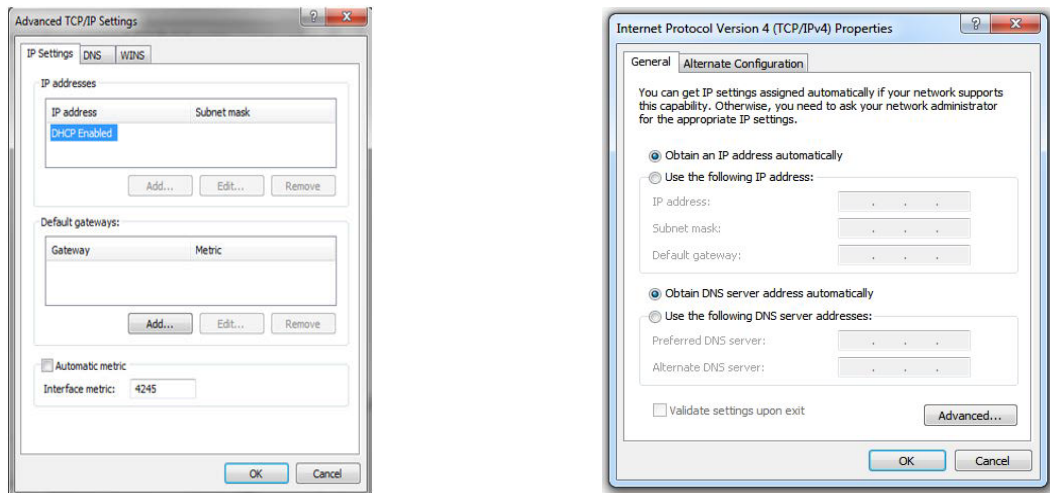 Advanced TCP/IP Settings
IP Settings DNS WINS
IP addresses
IP address Subnet mask
DHCP Enabled
Add... Edit... Remove
Default gateways:
Gateway Metric
Add... Edit... Remove
Automatic metric
Interface metric: 4245
OK Cancel
Internet Protocol Version 4 (TCP/IPv4) Properties
General Alternate Configuration
You can get IP settings assigned automatically if your network supports
this capability. Otherwise, you need to ask your network administrator
for the appropriate IP settings.
Obtain an IP address automatically
Use the following IP address:
IP address: . . .
Subnet mask: . . .
Default gateway: . . .
Obtain DNS server address automatically
Use the following DNS server addresses:
Preferred DNS server: . . .
Alternate DNS server: . . .
Validate settings upon exit
Advanced...
OK Cancel